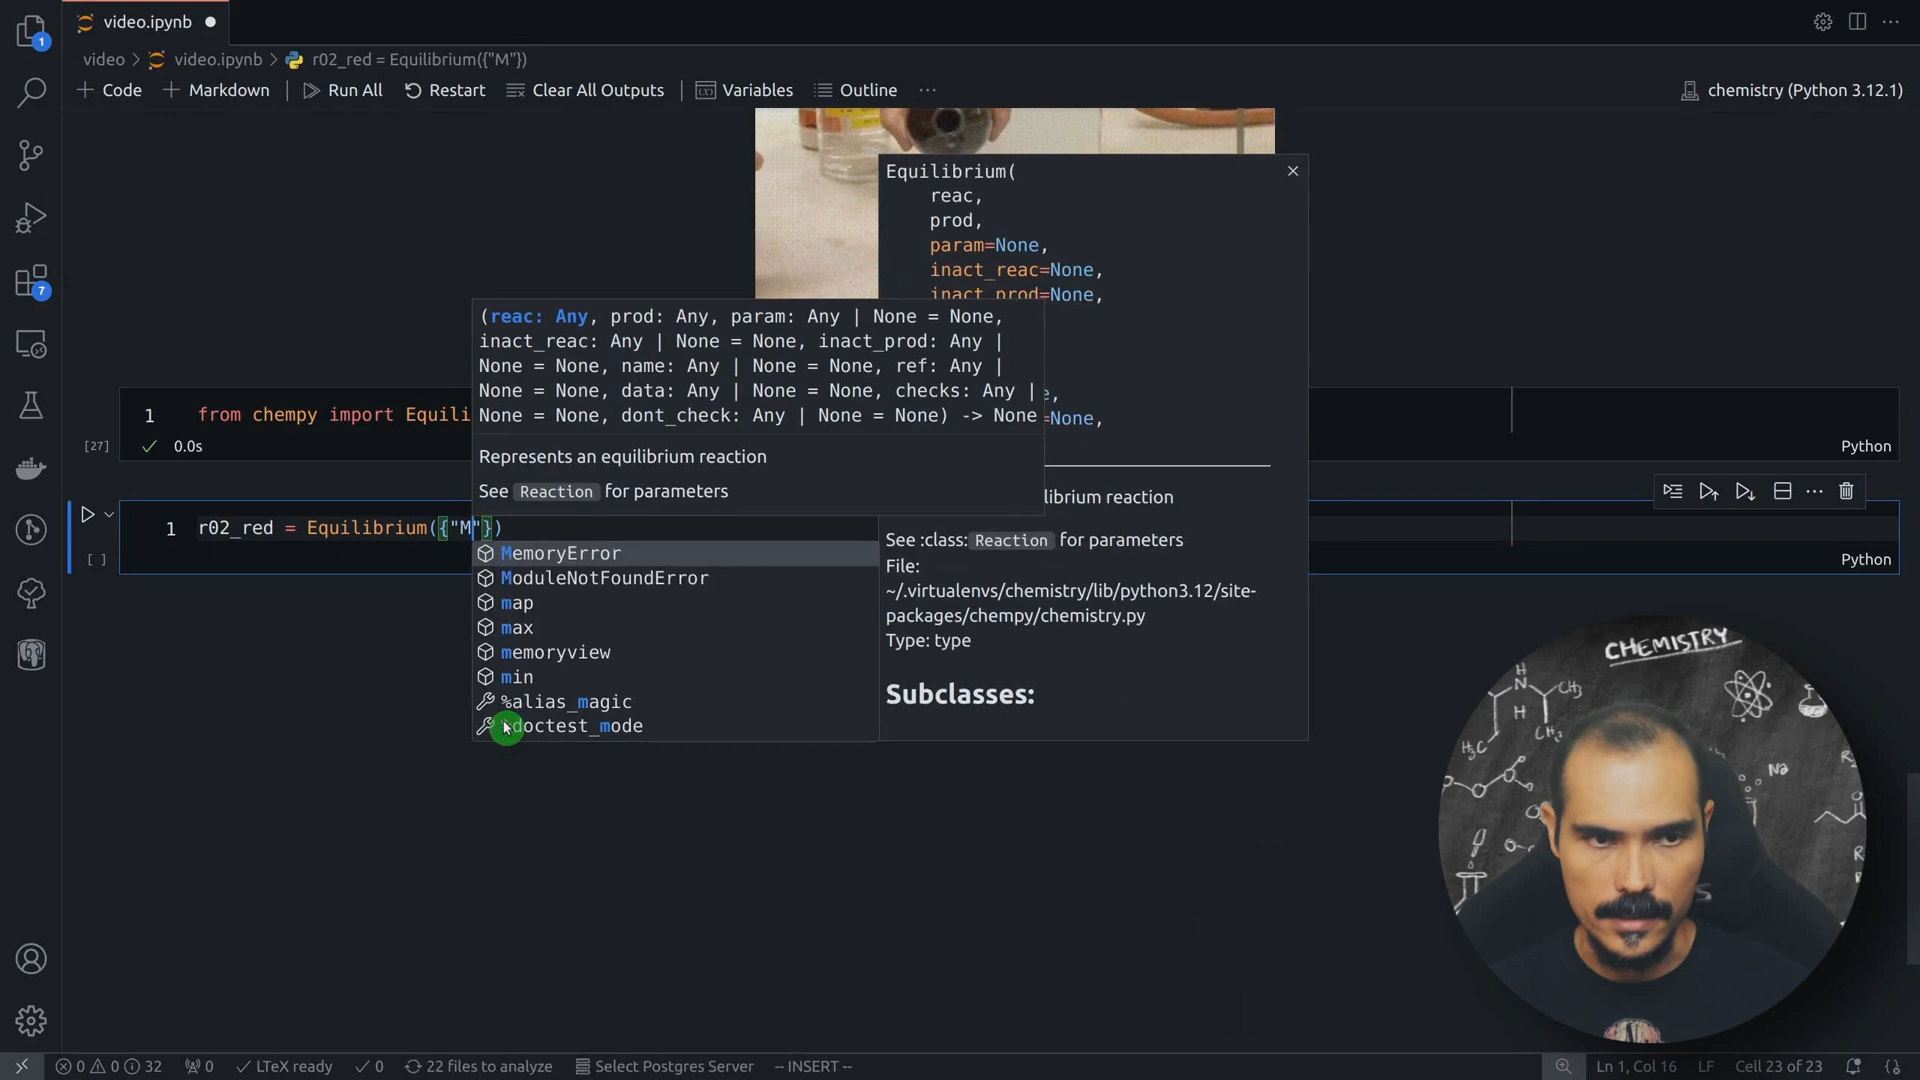 video.ipynb
video > video.ipynb > r02_red = Equilibrium({"M"})
Code Markdown Run All Restart Clear All Outputs Variables Outline ...
chemistry (Python 3.12.1)
1
7
Equilibrium(
reac,
prod,
param=None,
inact_reac=None,
inact_prod=None,
(reac: Any, prod: Any, param: Any | None = None,
inact_reac: Any | None = None, inact_prod: Any |
None = None, name: Any | None = None, ref: Any |
None = None, data: Any | None = None, checks: Any |
None = None, dont_check: Any | None = None) -> None
e,
=None,
Represents an equilibrium reaction
See Reaction for parameters
1 from chempy import Equili
[27] 0.0s
Python
librium reaction
1 r02_red = Equilibrium({"M"})
[ ]
Python
MemoryError
ModuleNotFoundError
map
max
memoryview
min
%alias_magic
%doctest_mode
See :class: Reaction for parameters
File:
~/.virtualenvs/chemistry/lib/python3.12/site-
packages/chempy/chemistry.py
Type: type
Subclasses:
CHEMISTRY
N
H
CH₃
H₃C
CH₃
Na
0 0 32 0 LTeX ready 0 22 files to analyze Select Postgres Server -- INSERT --
Ln 1, Col 16 LF Cell 23 of 23